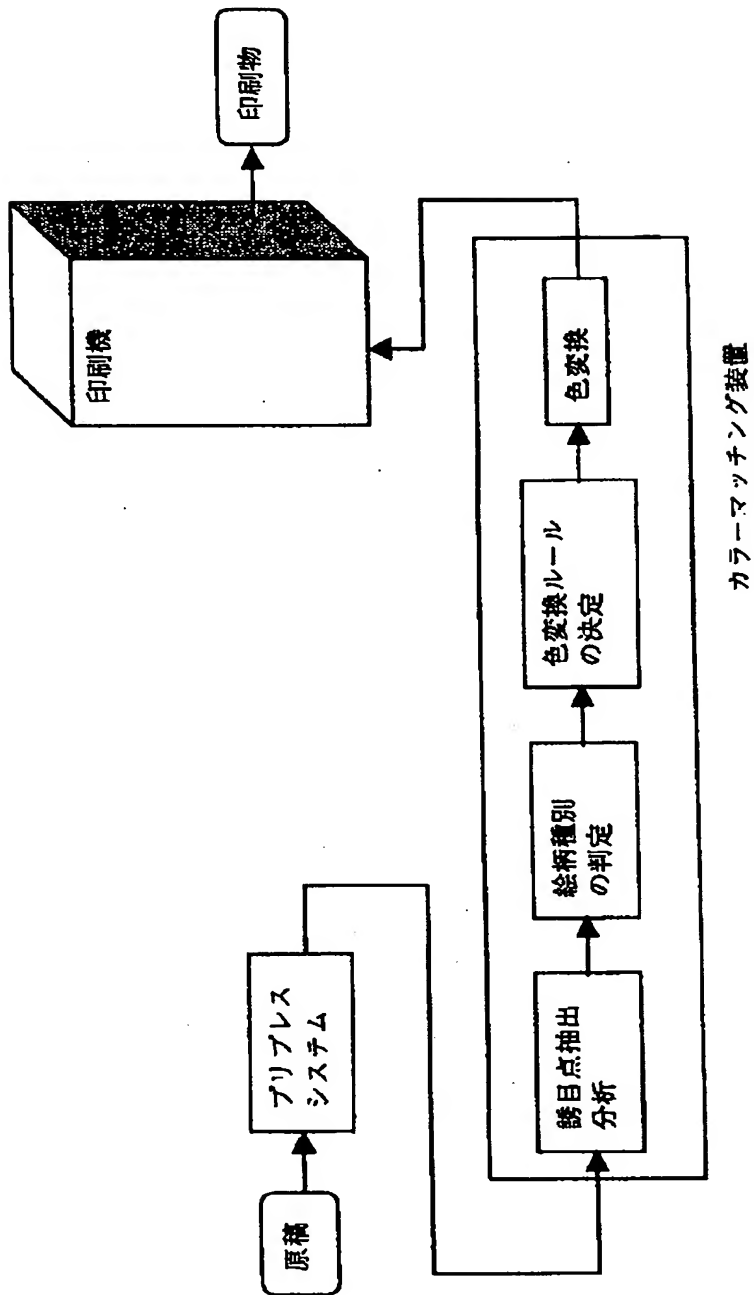 原稿
プリプレス
システム
誘目点抽出
分析
絵柄種別
の判定
色変換ルール
の決定
色変換
カラーマッチング装置
印刷機
印刷物